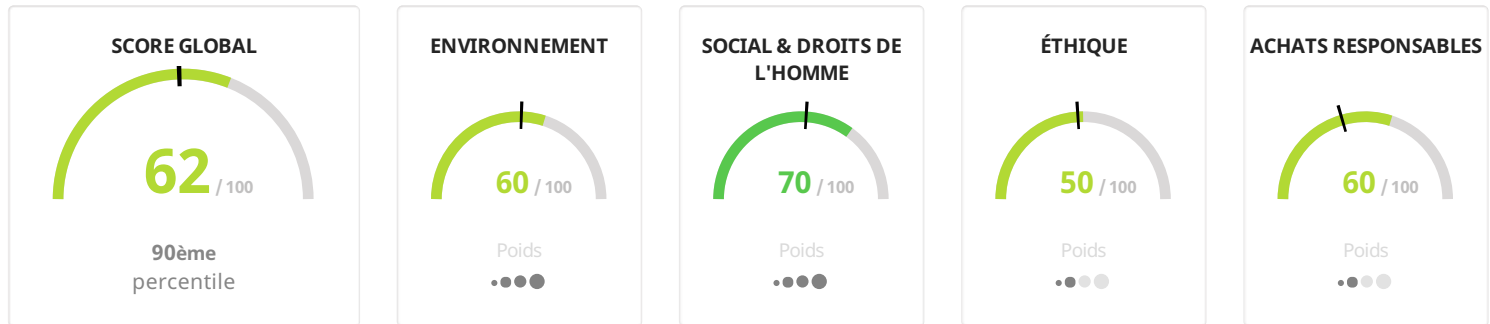 SCORE GLOBAL
62 / 100
90ème
percentile
ENVIRONNEMENT
60 / 100
Poids
SOCIAL & DROITS DE
L'HOMME
70 / 100
Poids
ÉTHIQUE
50 / 100
Poids
ACHATS RESPONSABLES
60 / 100
Poids